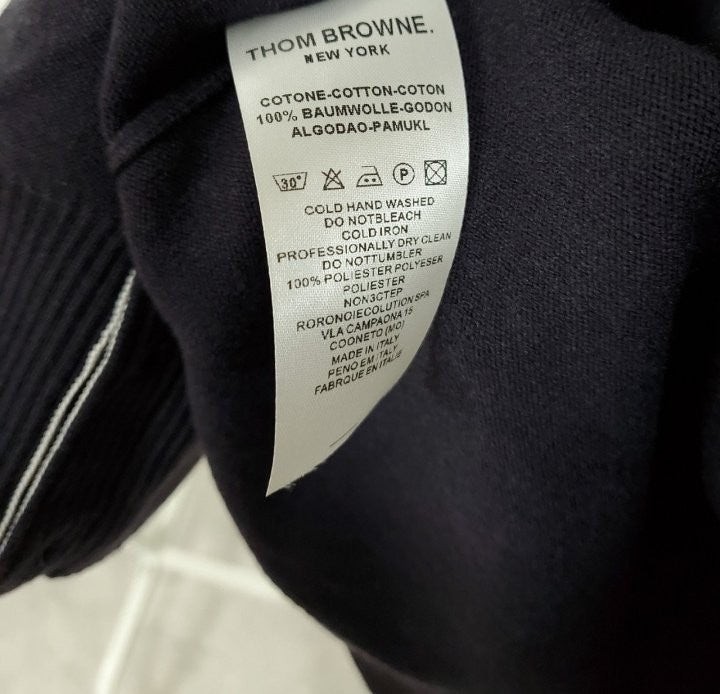 THOM BROWNE.
NEW YORK
COTONE-COTTON-COTON
100% BAUMWOLLE-GODON
ALGODAO-PAMUKL
30° P
COLD HAND WASHED
DO NOTBLEACH
COLD IRON
PROFESSIONALLY DRY CLEAN
DO NOTTUMBLER
100% POLIESTER POLYESER
POLIESTER
NON3CTEP
RORONOIECOLUTION SPA
VLA CAMPAONA 15
COONETO (MO)
MADE IN ITALY
PENO EM ITALY
FABRIQUE EN ITALIE